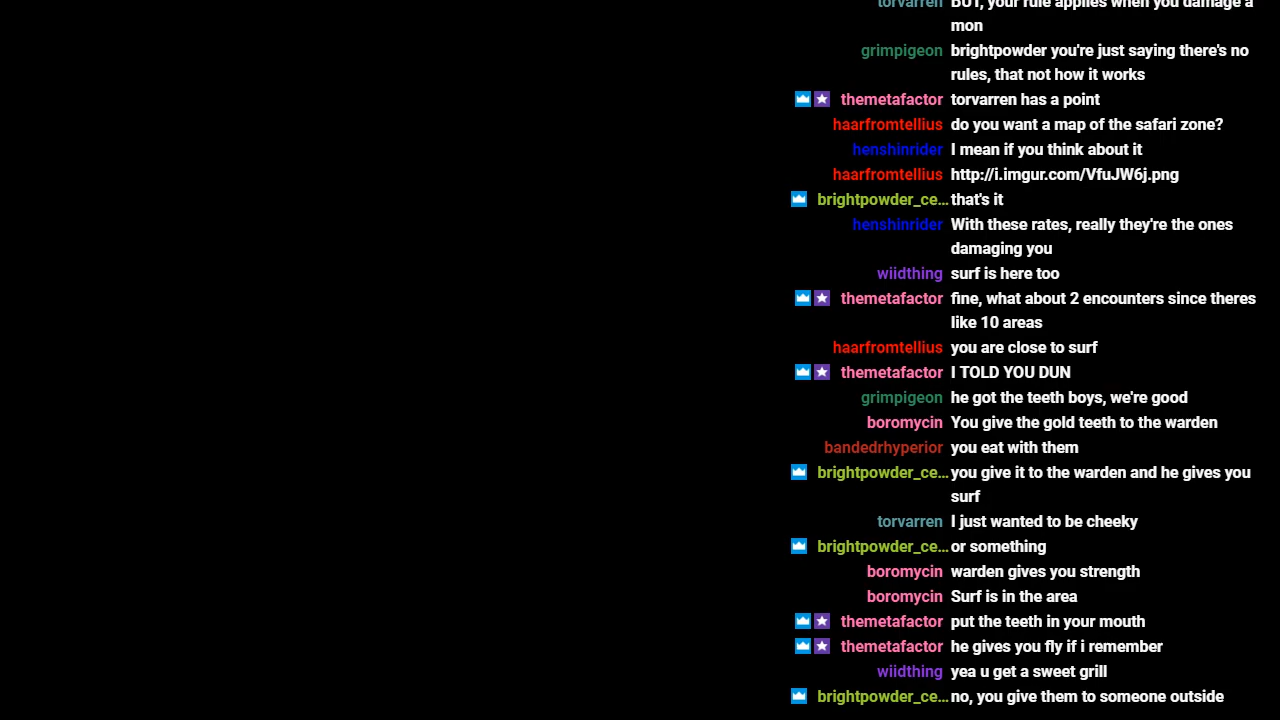 torvarren BUT, your rule applies when you damage a
mon
grimpigeon brightpowder you're just saying there's no
rules, that not how it works
themetafactor torvarren has a point
haarfromtellius do you want a map of the safari zone?
henshinrider I mean if you think about it
haarfromtellius http://i.imgur.com/VfuJW6j.png
brightpowder_ce... that's it
henshinrider With these rates, really they're the ones
damaging you
wiidthing surf is here too
themetafactor fine, what about 2 encounters since theres
like 10 areas
haarfromtellius you are close to surf
themetafactor I TOLD YOU DUN
grimpigeon he got the teeth boys, we're good
boromycin You give the gold teeth to the warden
bandedrhyperior you eat with them
brightpowder_ce... you give it to the warden and he gives you
surf
torvarren I just wanted to be cheeky
brightpowder_ce... or something
boromycin warden gives you strength
boromycin Surf is in the area
themetafactor put the teeth in your mouth
themetafactor he gives you fly if i remember
wiidthing yea u get a sweet grill
brightpowder_ce... no, you give them to someone outside